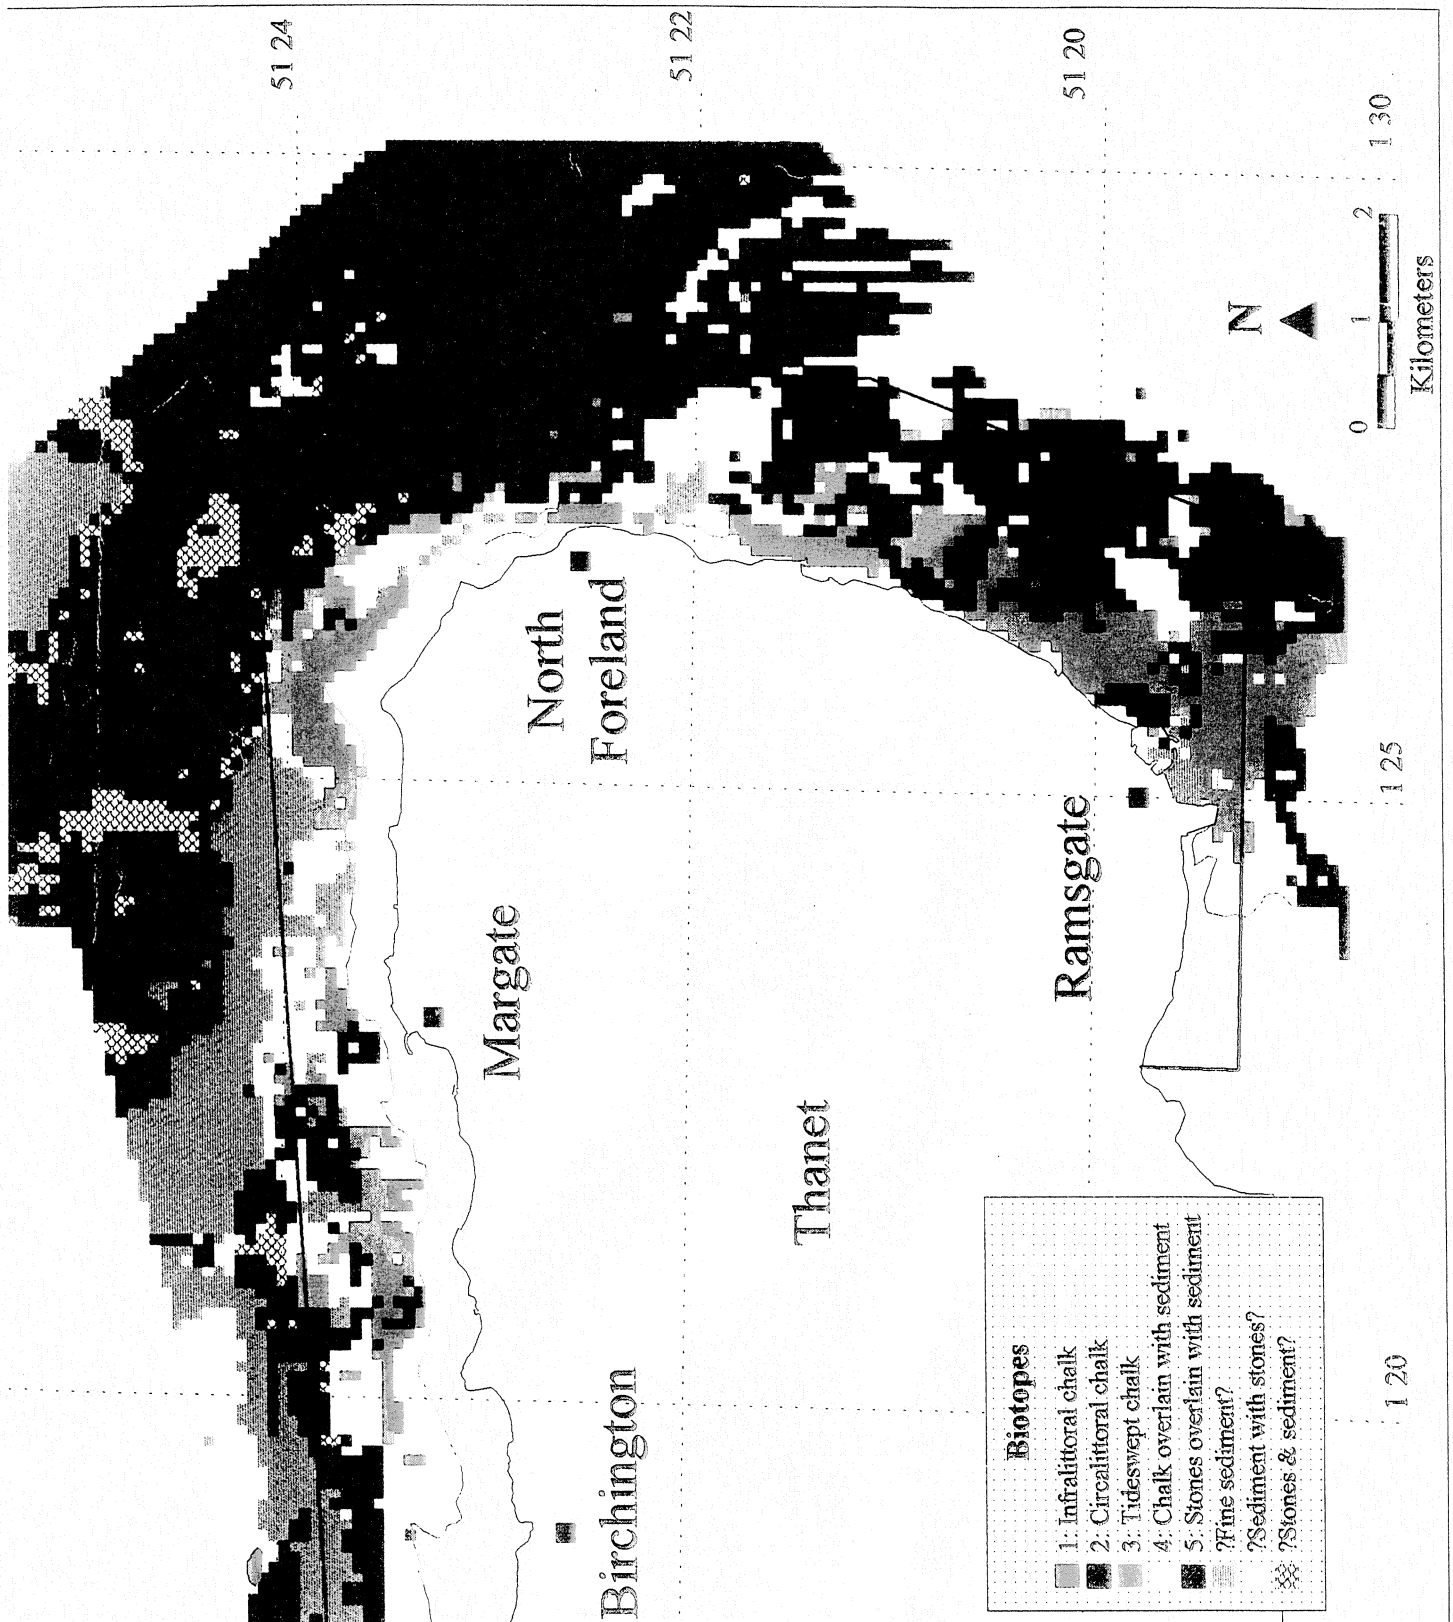 51 24
51 22
51 20
1 30
1 25
1 20
N
0 1 2
Kilometers
North
Foreland
Margate
Ramsgate
Thanet
Birchington
Biotopes
1: Infralittoral chalk
2: Circalittoral chalk
3: Tideswept chalk
4: Chalk overlain with sediment
5: Stones overlain with sediment
?Fine sediment?
?Sediment with stones?
?Stones & sediment?